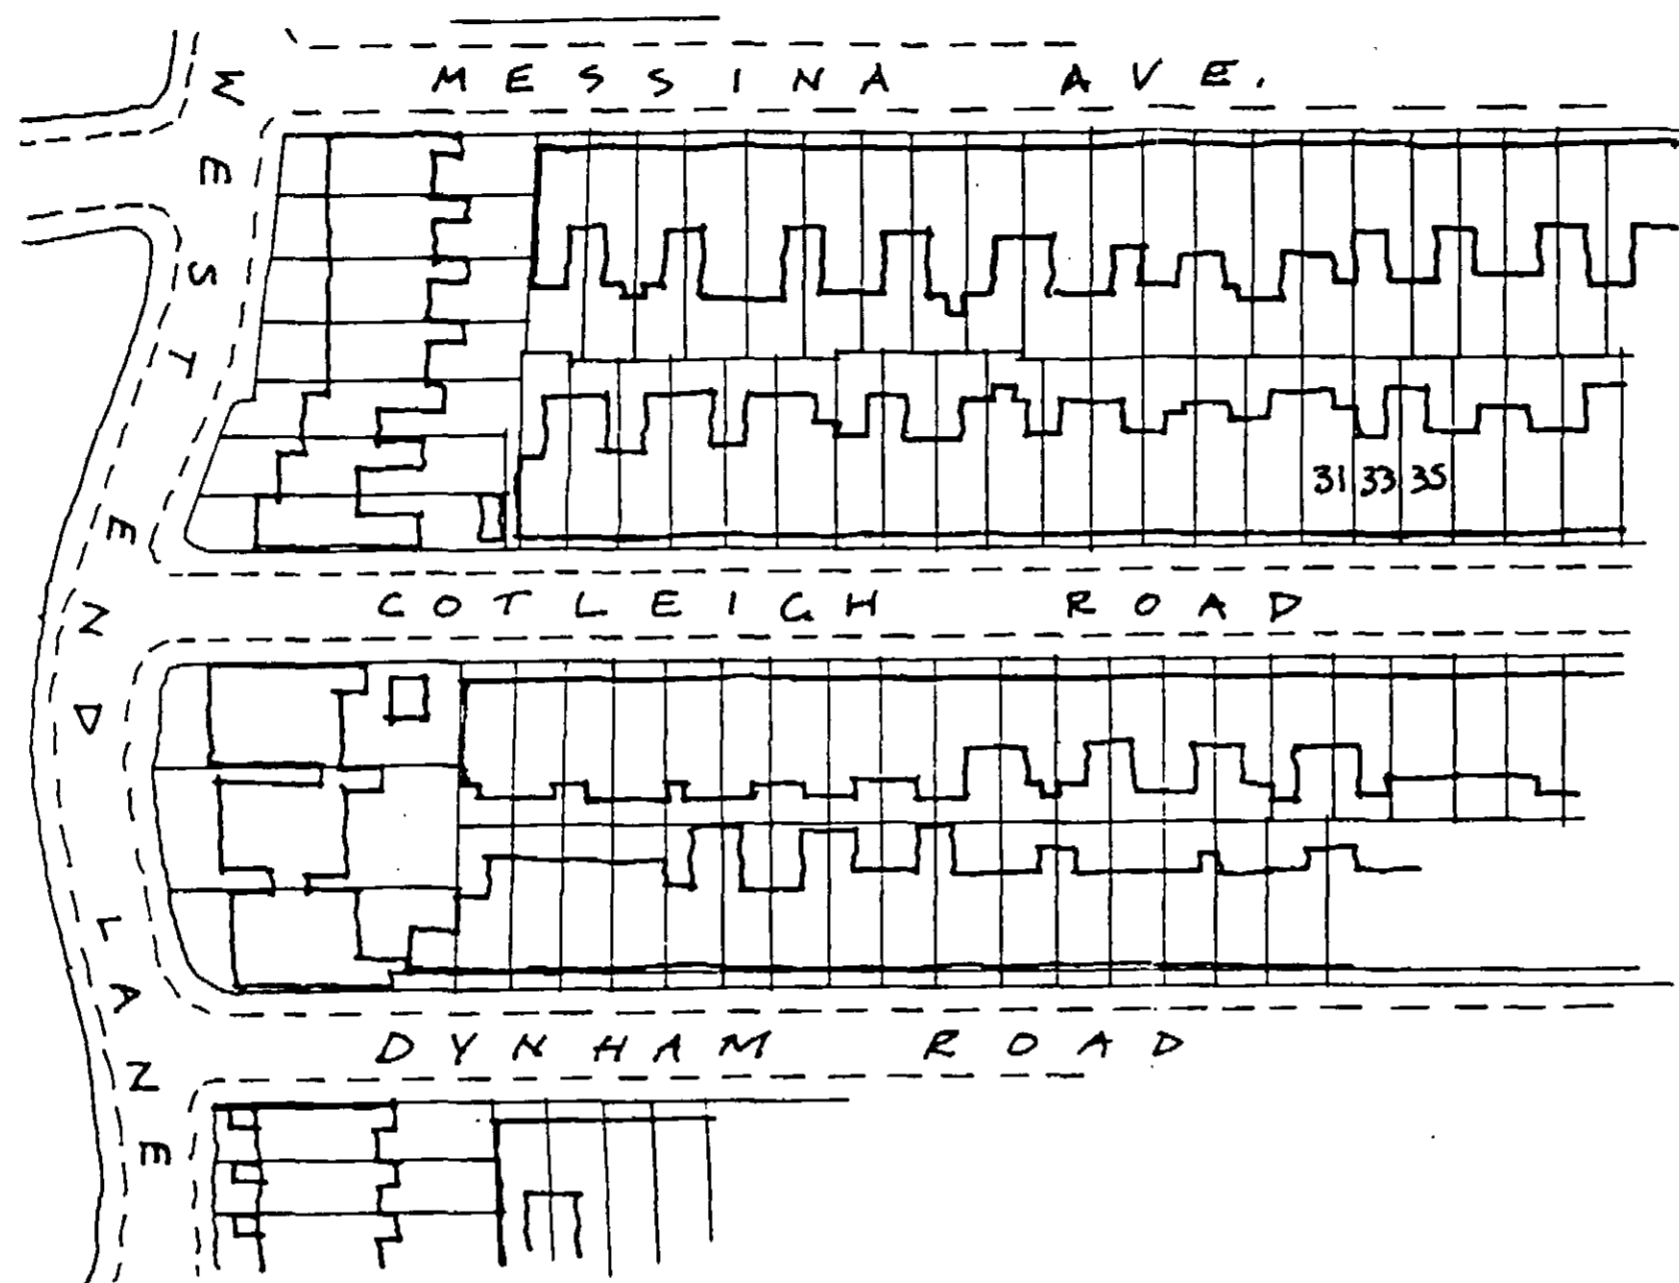 MESSINA AVE.
WEST END LANE
31 33 35
COTLEIGH ROAD
DYNHAM ROAD